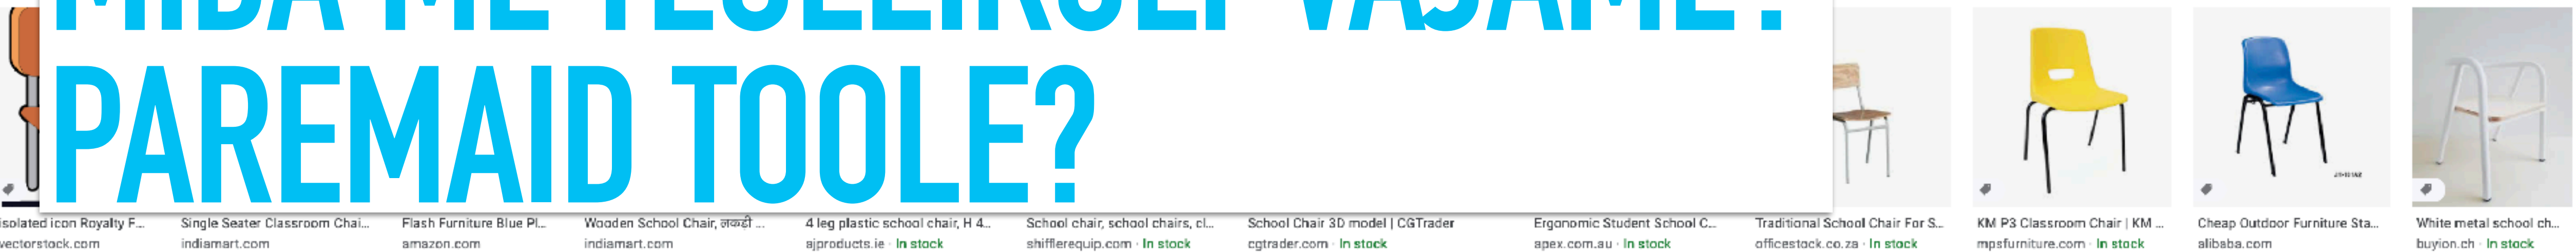 MIDA ME TEGELIKULT VAJAME?
PAREMAID TOOLE?
isolated icon Royalty F...
vectorstock.com
Single Seater Classroom Chai...
indiamart.com
Flash Furniture Blue Pl...
amazon.com
Wooden School Chair, लकड़ी ...
indiamart.com
4 leg plastic school chair, H 4...
ajproducts.ie · In stock
School chair, school chairs, cl...
shifflerequip.com · In stock
School Chair 3D model | CGTrader
cgtrader.com · In stock
Ergonomic Student School C...
apex.com.au · In stock
Traditional School Chair For S...
officestock.co.za · In stock
KM P3 Classroom Chair | KM ...
mpsfurniture.com · In stock
Cheap Outdoor Furniture Sta...
alibaba.com
White metal school ch...
buyion.ch · In stock